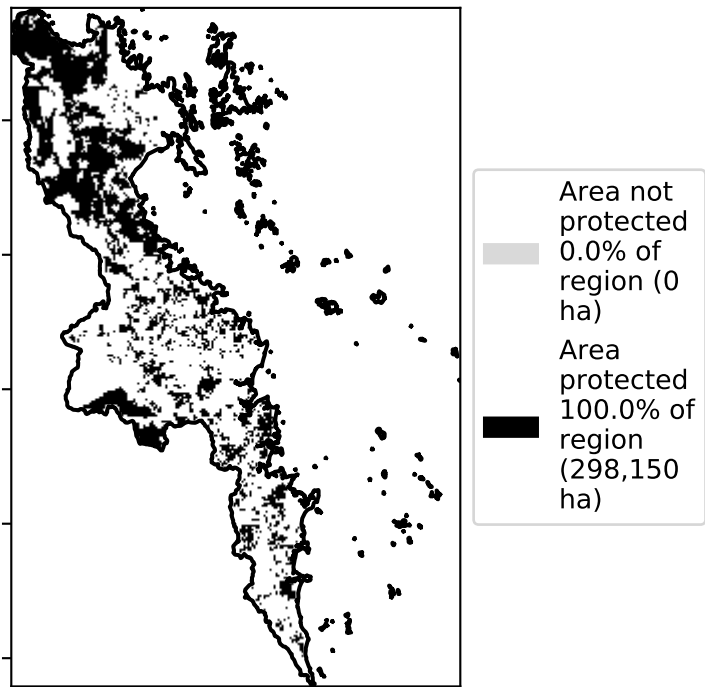 Area not
protected
0.0% of
region (0
ha)
Area
protected
100.0% of
region
(298,150
ha)